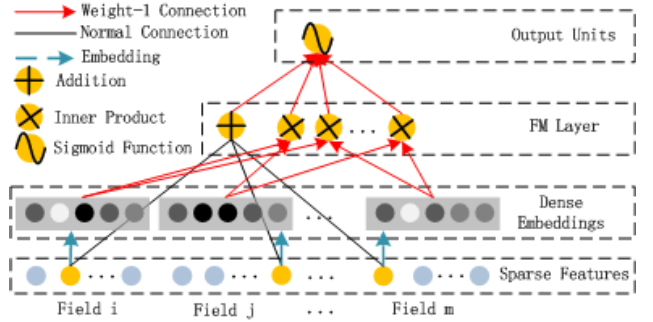 Weight-1 Connection
Normal Connection
Output Units
Embedding
Addition
Inner Product
FM Layer
Sigmoid Function
Dense
Embeddings
...
Sparse Features
Field i
Field j
...
Field m